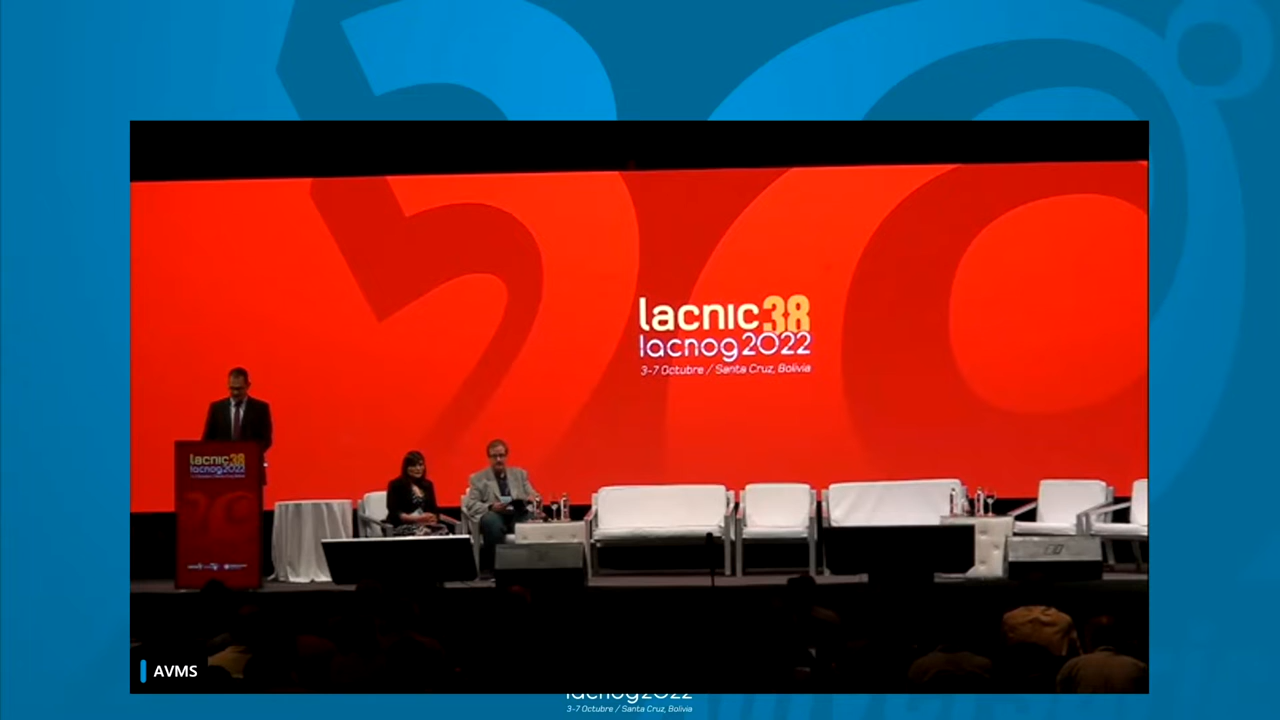 lacnic38
lacnog2022
3-7 Octubre / Santa Cruz, Bolivia
lacnic38
lacnog2022
AVMS
lacnog2022
3-7 Octubre / Santa Cruz, Bolivia